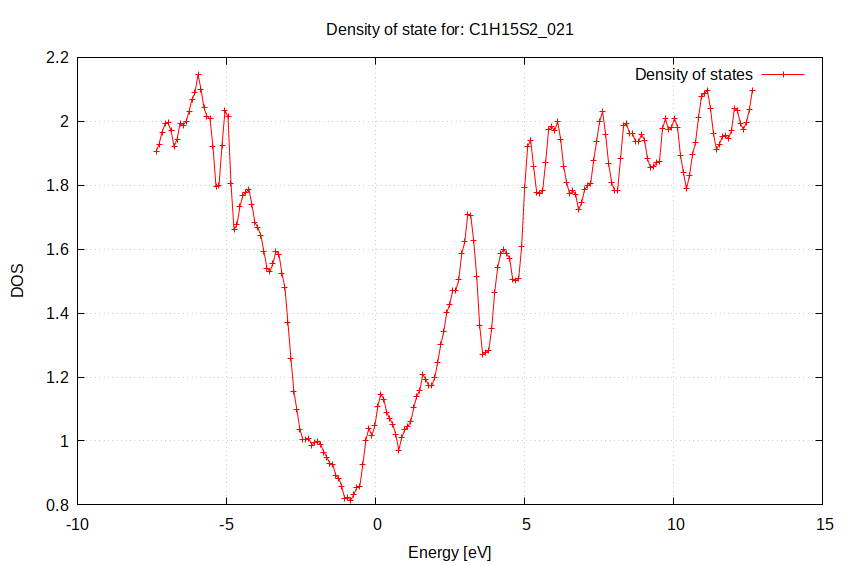 Density of state for: C1H15S2_021
Density of states
2.2
2
1.8
1.6
1.4
1.2
1
0.8
DOS
-10 -5 0 5 10 15
Energy [eV]